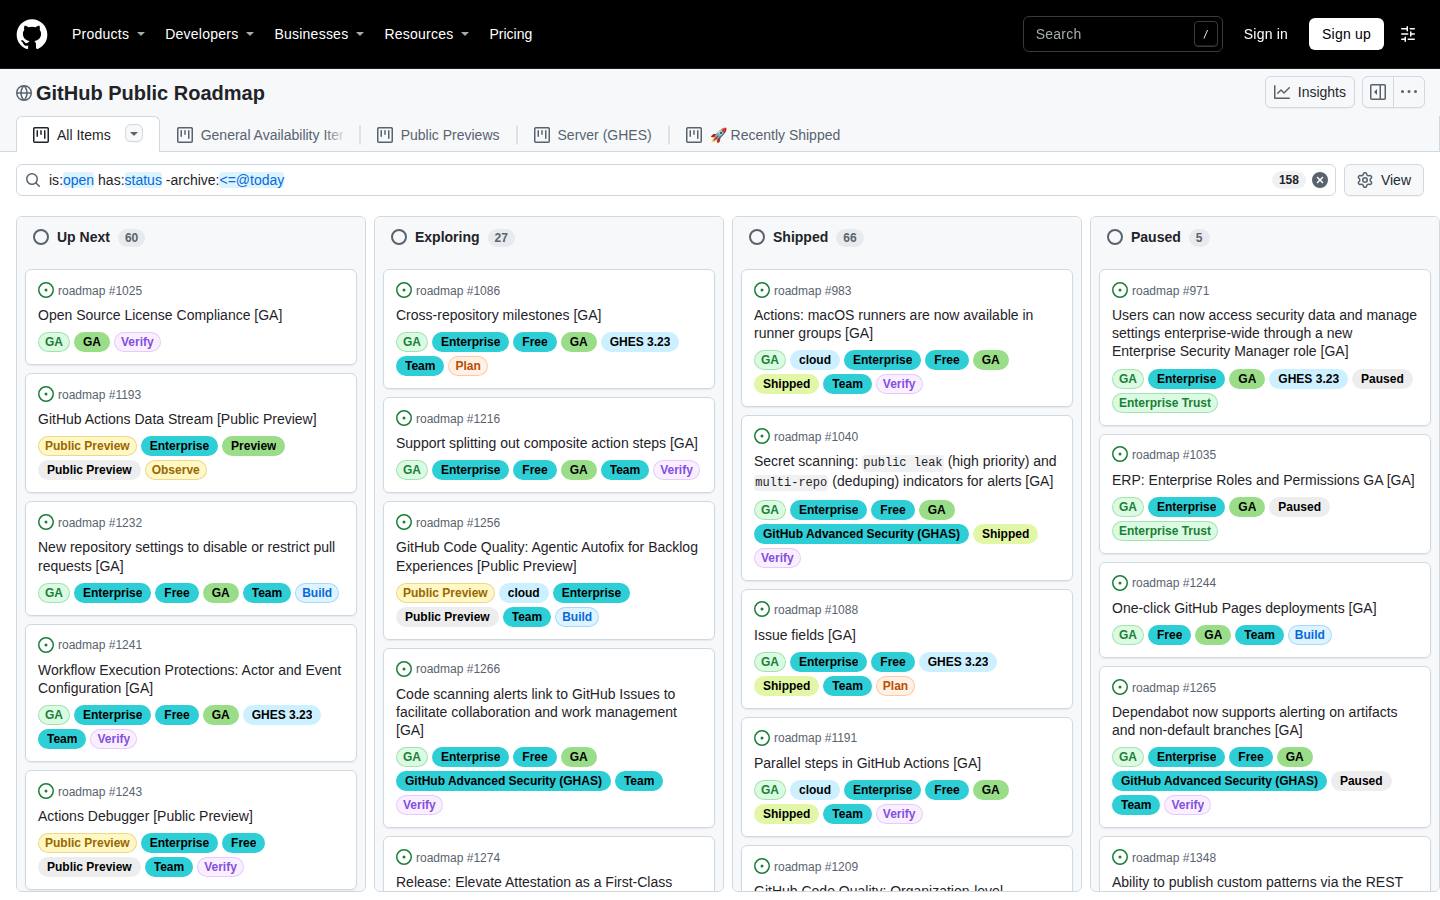 Products Developers Businesses Resources Pricing Search / Sign in Sign up
GitHub Public Roadmap Insights
All Items General Availability Iter Public Previews Server (GHES) 🚀 Recently Shipped
is:open has:status -archive:<=@today 158 View
Up Next 60
roadmap #1025
Open Source License Compliance [GA]
GA GA Verify
roadmap #1193
GitHub Actions Data Stream [Public Preview]
Public Preview Enterprise Preview
Public Preview Observe
roadmap #1232
New repository settings to disable or restrict pull
requests [GA]
GA Enterprise Free GA Team Build
roadmap #1241
Workflow Execution Protections: Actor and Event
Configuration [GA]
GA Enterprise Free GA GHES 3.23
Team Verify
roadmap #1243
Actions Debugger [Public Preview]
Public Preview Enterprise Free
Public Preview Team Verify
Exploring 27
roadmap #1086
Cross-repository milestones [GA]
GA Enterprise Free GA GHES 3.23
Team Plan
roadmap #1216
Support splitting out composite action steps [GA]
GA Enterprise Free GA Team Verify
roadmap #1256
GitHub Code Quality: Agentic Autofix for Backlog
Experiences [Public Preview]
Public Preview cloud Enterprise
Public Preview Team Build
roadmap #1266
Code scanning alerts link to GitHub Issues to
facilitate collaboration and work management
[GA]
GA Enterprise Free GA
GitHub Advanced Security (GHAS) Team
Verify
roadmap #1274
Release: Elevate Attestation as a First-Class
Shipped 66
roadmap #983
Actions: macOS runners are now available in
runner groups [GA]
GA cloud Enterprise Free GA
Shipped Team Verify
roadmap #1040
Secret scanning: public leak (high priority) and
multi-repo (deduping) indicators for alerts [GA]
GA Enterprise Free GA
GitHub Advanced Security (GHAS) Shipped
Verify
roadmap #1088
Issue fields [GA]
GA Enterprise Free GHES 3.23
Shipped Team Plan
roadmap #1191
Parallel steps in GitHub Actions [GA]
GA cloud Enterprise Free GA
Shipped Team Verify
roadmap #1209
GitHub Code Quality: Organization-level
Paused 5
roadmap #971
Users can now access security data and manage
settings enterprise-wide through a new
Enterprise Security Manager role [GA]
GA Enterprise GA GHES 3.23 Paused
Enterprise Trust
roadmap #1035
ERP: Enterprise Roles and Permissions GA [GA]
GA Enterprise GA Paused
Enterprise Trust
roadmap #1244
One-click GitHub Pages deployments [GA]
GA Free GA Team Build
roadmap #1265
Dependabot now supports alerting on artifacts
and non-default branches [GA]
GA Enterprise Free GA
GitHub Advanced Security (GHAS) Paused
Team Verify
roadmap #1348
Ability to publish custom patterns via the REST